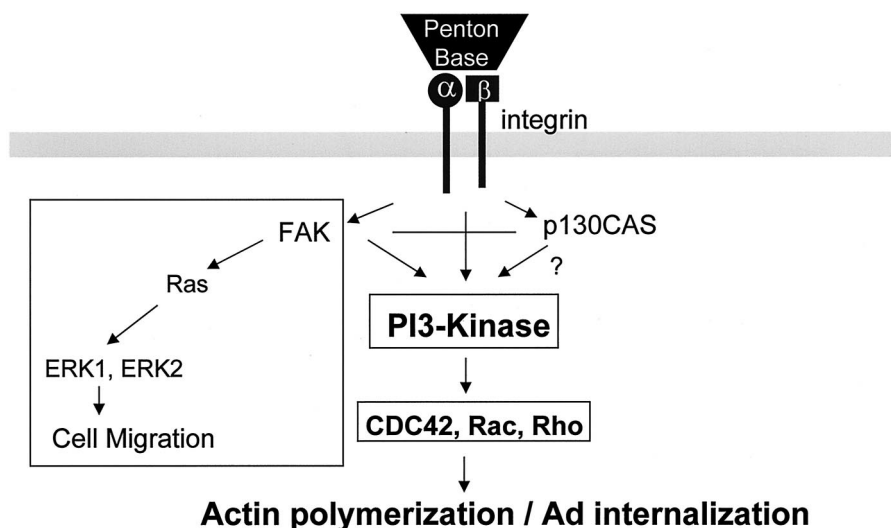 Penton
Base
α β
integrin
FAK
p130CAS
?
Ras
PI3-Kinase
ERK1, ERK2
CDC42, Rac, Rho
Cell Migration
Actin polymerization / Ad internalization